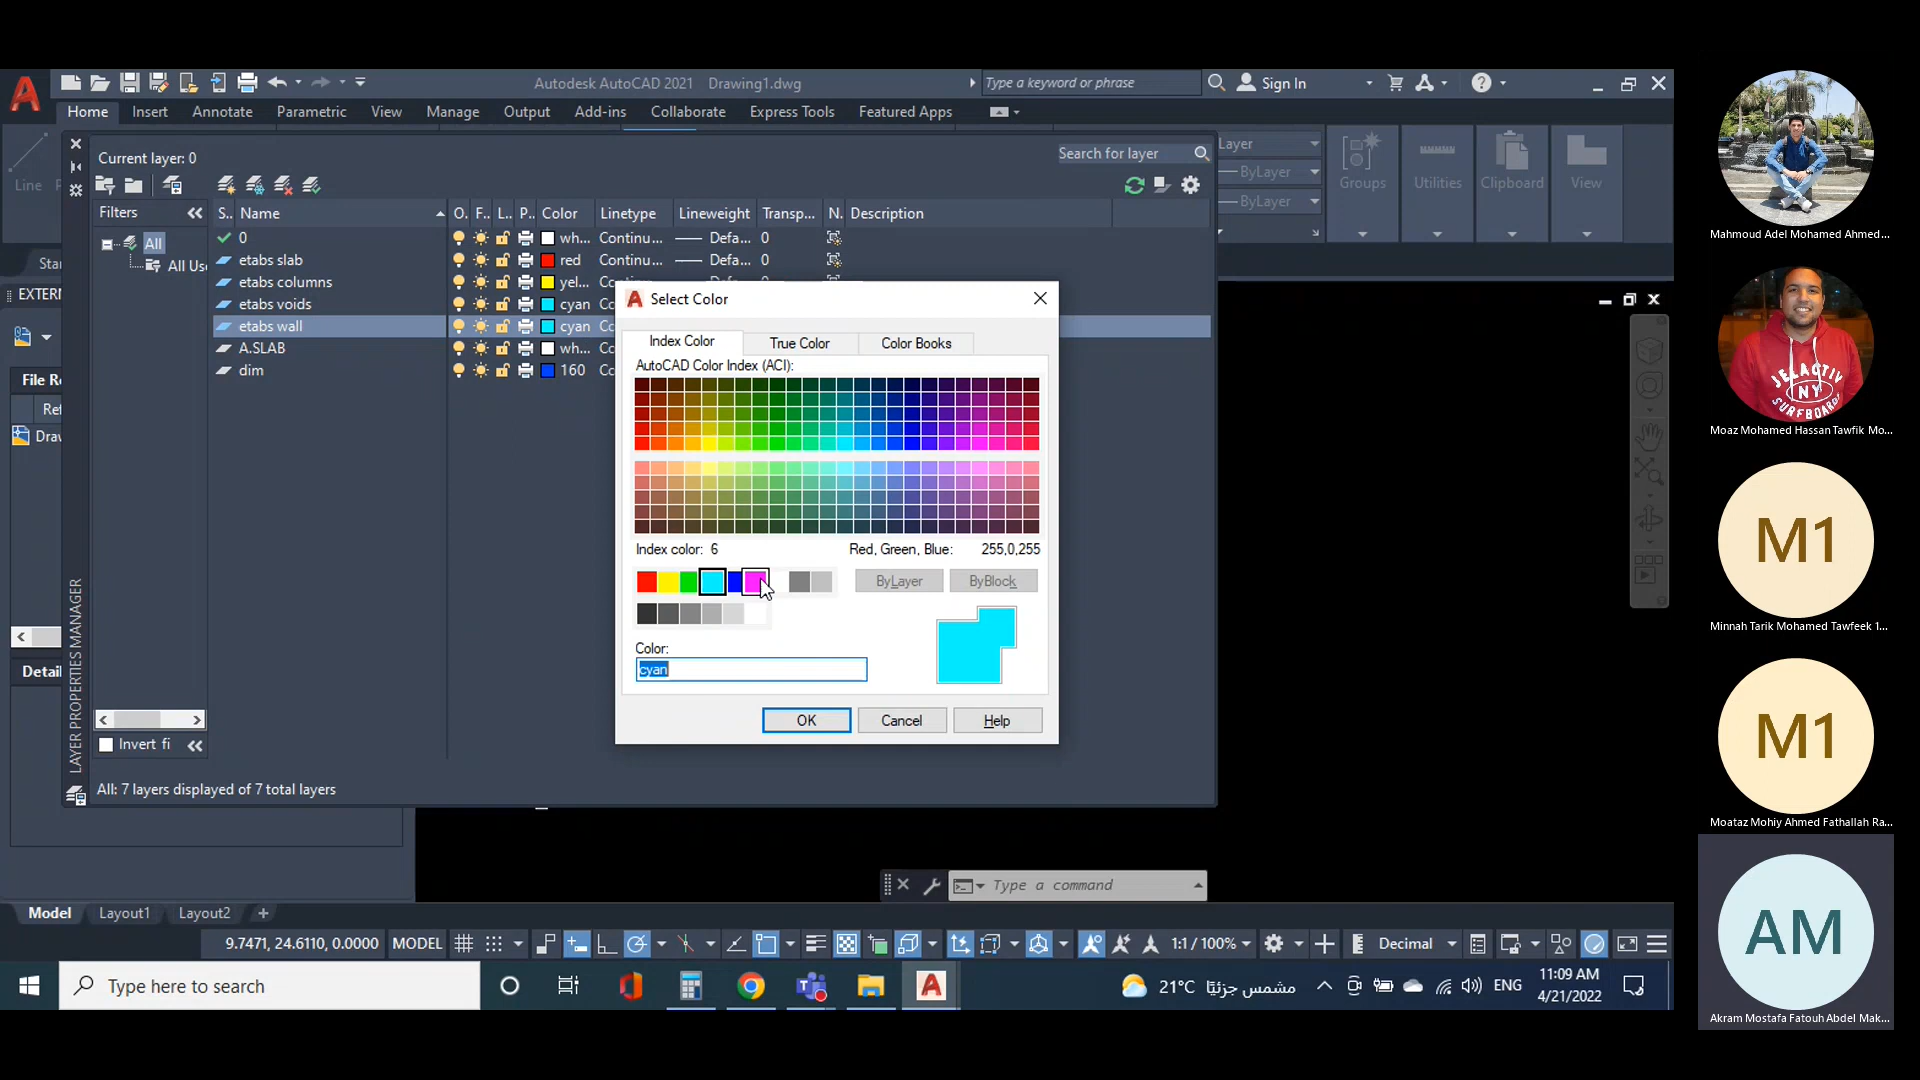 Autodesk AutoCAD 2021 Drawing1.dwg
Type a keyword or phrase
Sign In
Home Insert Annotate Parametric View Manage Output Add-ins Collaborate Express Tools Featured Apps
Line
Layer
ByLayer
ByLayer
Groups
Utilities
Clipboard
View
Current layer: 0
Search for layer
Filters
S.. Name O. F.. L.. P.. Color Linetype Lineweight Transp... N. Description
All
All Us
0 wh... Continu... Defa... 0
etabs slab red Continu... Defa... 0
etabs columns yel...
etabs voids cyan
etabs wall cyan
A.SLAB wh...
dim 160
Invert fi
All: 7 layers displayed of 7 total layers
LAYER PROPERTIES MANAGER
Star
EXTERN
File Re
Ref
Draw
Detail
Select Color
Index Color True Color Color Books
AutoCAD Color Index (ACI):
Index color: 6 Red, Green, Blue: 255,0,255
ByLayer ByBlock
Color:
cyan
OK Cancel Help
Type a command
Model Layout1 Layout2
9.7471, 24.6110, 0.0000 MODEL 1:1 / 100% Decimal
Type here to search
21°C مشمس جزئيًا
ENG
11:09 AM
4/21/2022
Mahmoud Adel Mohamed Ahmed...
JELACTIV
NY
SURFBOARDS
Moaz Mohamed Hassan Tawfik Mo...
M1
Minnah Tarik Mohamed Tawfeek 1...
M1
Moataz Mohiy Ahmed Fathallah Ra...
AM
Akram Mostafa Fatouh Abdel Mak...